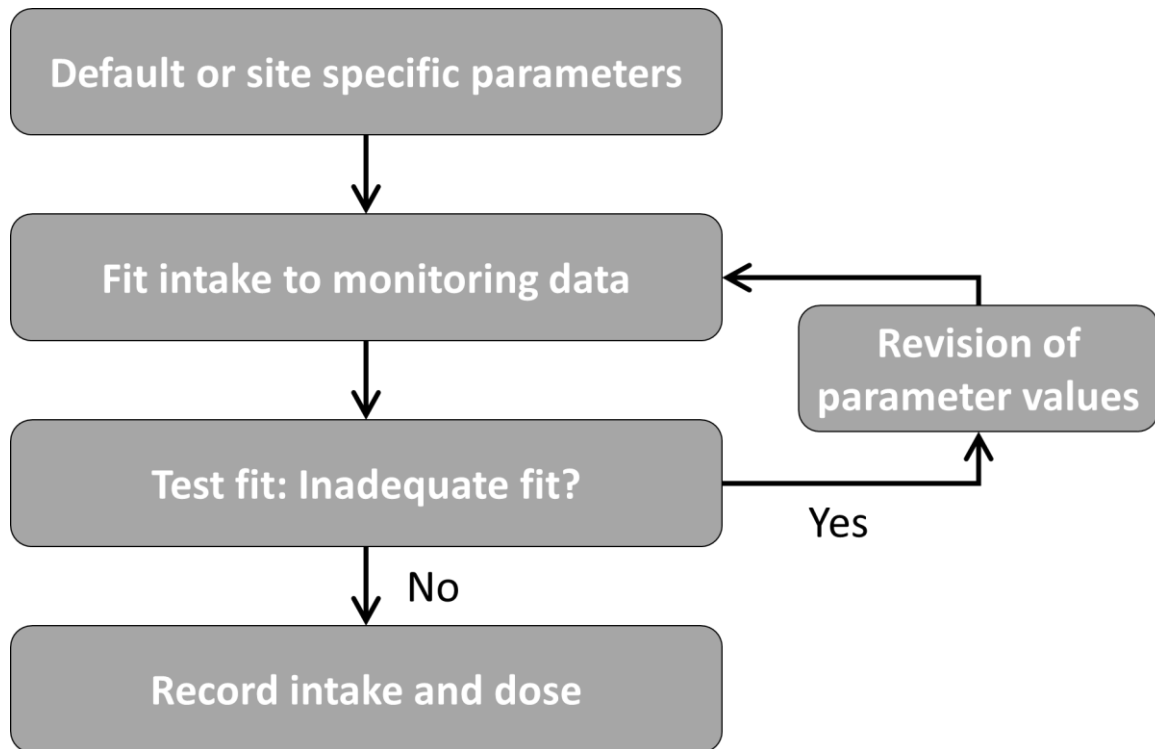 Default or site specific parameters
Fit intake to monitoring data
Revision of
parameter values
Test fit: Inadequate fit?
Yes
No
Record intake and dose